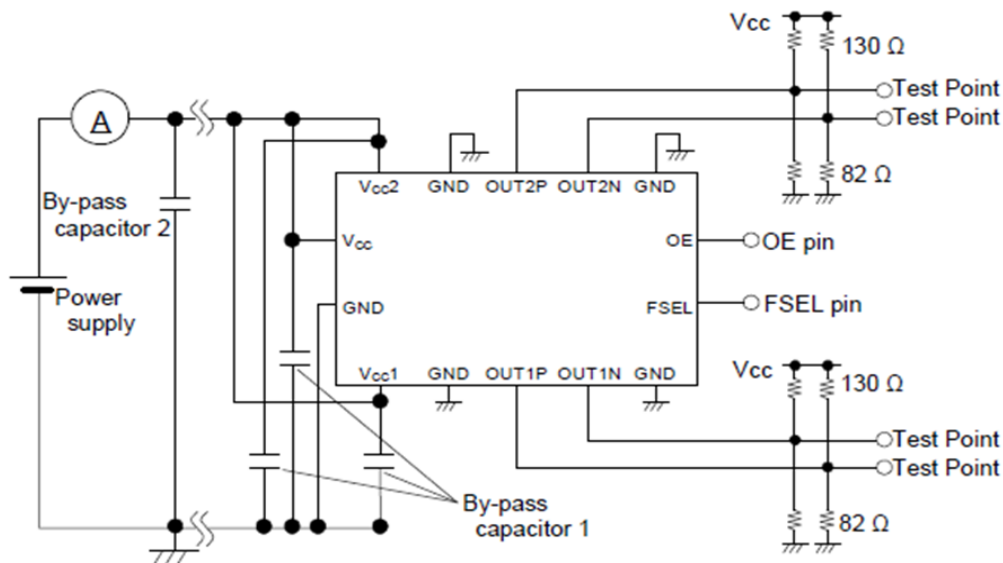 Vcc
130 Ω
Test Point
Test Point
82 Ω
A
By-pass
capacitor 2
Power
supply
Vcc2
GND
OUT2P
OUT2N
GND
Vcc
OE
OE pin
GND
FSEL
FSEL pin
Vcc1
GND
OUT1P
OUT1N
GND
By-pass
capacitor 1
Vcc
130 Ω
Test Point
Test Point
82 Ω